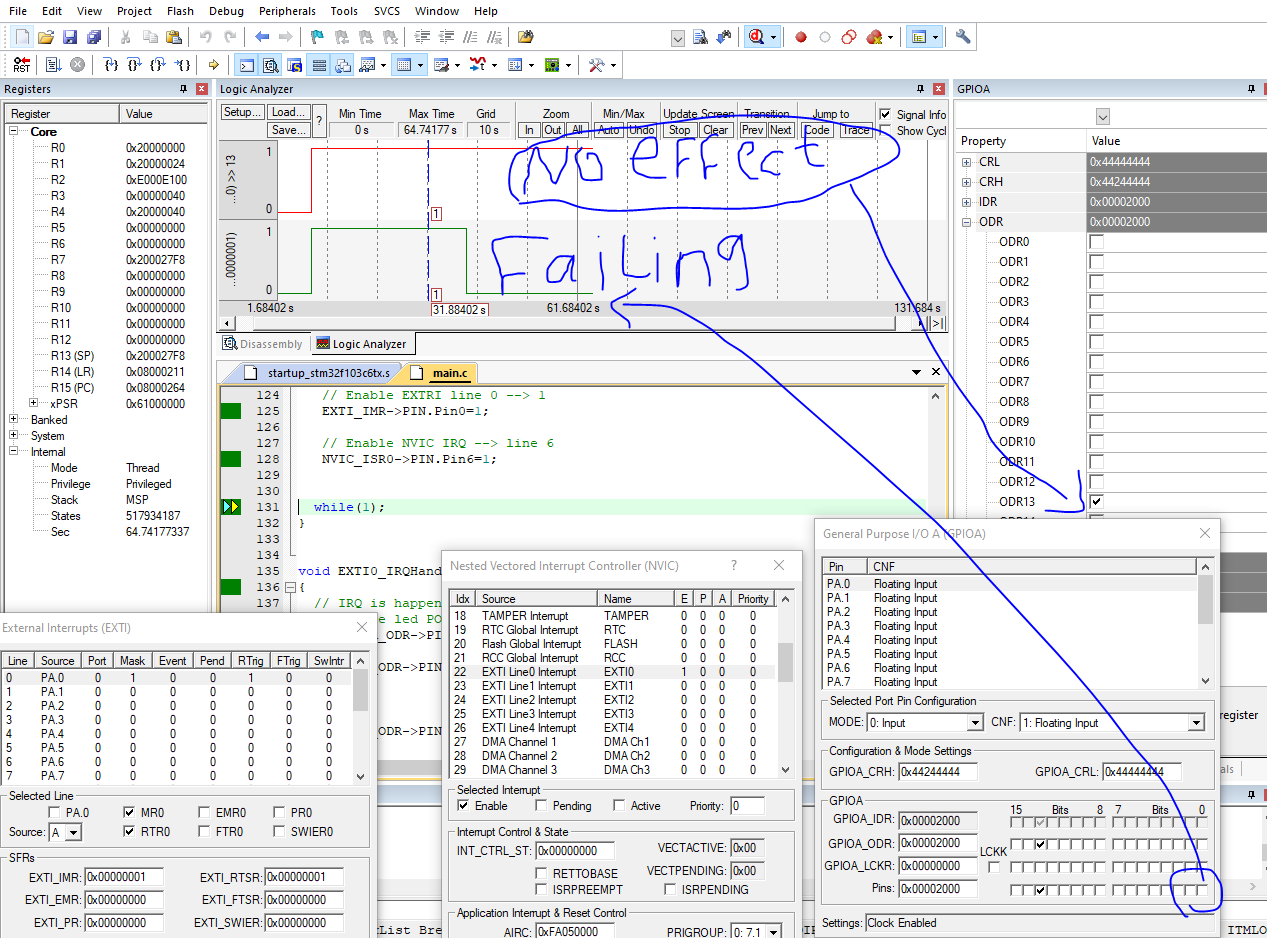 File Edit View Project Flash Debug Peripherals Tools SVCS Window Help
RST
Registers
Register Value
Core
R0 0x20000000
R1 0x20000024
R2 0xE000E100
R3 0x00000040
R4 0x20000040
R5 0x00000000
R6 0x00000000
R7 0x200027F8
R8 0x00000000
R9 0x00000000
R10 0x00000000
R11 0x00000000
R12 0x00000000
R13 (SP) 0x200027F8
R14 (LR) 0x08000211
R15 (PC) 0x08000264
xPSR 0x61000000
Banked
System
Internal
Mode Thread
Privilege Privileged
Stack MSP
States 517934187
Sec 64.74177337
Logic Analyzer
Setup... Load... Save... ?
Min Time Max Time Grid Zoom Min/Max Update Screen Transition Jump to Signal Info
0 s 64.74177 s 10 s In Out All Auto Undo Stop Clear Prev Next Code Trace Show Cycl
...0) >> 13
1
0
1
No effect
...0000001)
1
0
1
Failing
1.68402 s 31.88402 s 61.68402 s 131.684 s
Disassembly Logic Analyzer
startup_stm32f103c6tx.s main.c
124 // Enable EXTRI line 0 --> 1
125 EXTI_IMR->PIN.Pin0=1;
126
127 // Enable NVIC IRQ --> line 6
128 NVIC_ISR0->PIN.Pin6=1;
129
130
131 while(1);
132 }
133
134
135 void EXTI0_IRQHand
136 {
137 // IRQ is happen
e led PO
_ODR->PI
_ODR->PI
_ODR->PI
GPIOA
Property Value
CRL 0x44444444
CRH 0x44244444
IDR 0x00002000
ODR 0x00002000
ODR0
ODR1
ODR2
ODR3
ODR4
ODR5
ODR6
ODR7
ODR8
ODR9
ODR10
ODR11
ODR12
ODR13
External Interrupts (EXTI)
Line Source Port Mask Event Pend RTrig FTrig SwIntr
0 PA.0 0 1 0 0 1 0 0
1 PA.1 0 0 0 0 0 0 0
2 PA.2 0 0 0 0 0 0 0
3 PA.3 0 0 0 0 0 0 0
4 PA.4 0 0 0 0 0 0 0
5 PA.5 0 0 0 0 0 0 0
6 PA.6 0 0 0 0 0 0 0
7 PA.7 0 0 0 0 0 0 0
Selected Line
PA.0 MR0 EMR0 PR0
Source: A RTR0 FTR0 SWIER0
SFRs
EXTI_IMR: 0x00000001 EXTI_RTSR: 0x00000001
EXTI_EMR: 0x00000000 EXTI_FTSR: 0x00000000
EXTI_PR: 0x00000000 EXTI_SWIER: 0x00000000
Nested Vectored Interrupt Controller (NVIC) ?
Idx Source Name E P A Priority
18 TAMPER Interrupt TAMPER 0 0 0 0
19 RTC Global Interrupt RTC 0 0 0 0
20 Flash Global Interrupt FLASH 0 0 0 0
21 RCC Global Interrupt RCC 0 0 0 0
22 EXTI Line0 Interrupt EXTI0 1 0 0 0
23 EXTI Line1 Interrupt EXTI1 0 0 0 0
24 EXTI Line2 Interrupt EXTI2 0 0 0 0
25 EXTI Line3 Interrupt EXTI3 0 0 0 0
26 EXTI Line4 Interrupt EXTI4 0 0 0 0
27 DMA Channel 1 DMA Ch1 0 0 0 0
28 DMA Channel 2 DMA Ch2 0 0 0 0
29 DMA Channel 3 DMA Ch3 0 0 0 0
Selected Interrupt
Enable Pending Active Priority: 0
Interrupt Control & State
INT_CTRL_ST: 0x00000000 VECTACTIVE: 0x00
RETTOBASE VECTPENDING: 0x00
ISRPREEMPT ISRPENDING
Application Interrupt & Reset Control
AIRC: 0xFA050000 PRIGROUP: 0: 7.1
General Purpose I/O A (GPIOA)
Pin CNF
PA.0 Floating Input
PA.1 Floating Input
PA.2 Floating Input
PA.3 Floating Input
PA.4 Floating Input
PA.5 Floating Input
PA.6 Floating Input
PA.7 Floating Input
Selected Port Pin Configuration
MODE: 0: Input CNF: 1: Floating Input
Configuration & Mode Settings
GPIOA_CRH: 0x44244444 GPIOA_CRL: 0x44444444
GPIOA
15 Bits 8 7 Bits 0
GPIOA_IDR: 0x00002000
GPIOA_ODR: 0x00002000
LCKK
GPIOA_LCKR: 0x00000000
Pins: 0x00002000
Settings: Clock Enabled
register
als
kList Bre
ITMLO